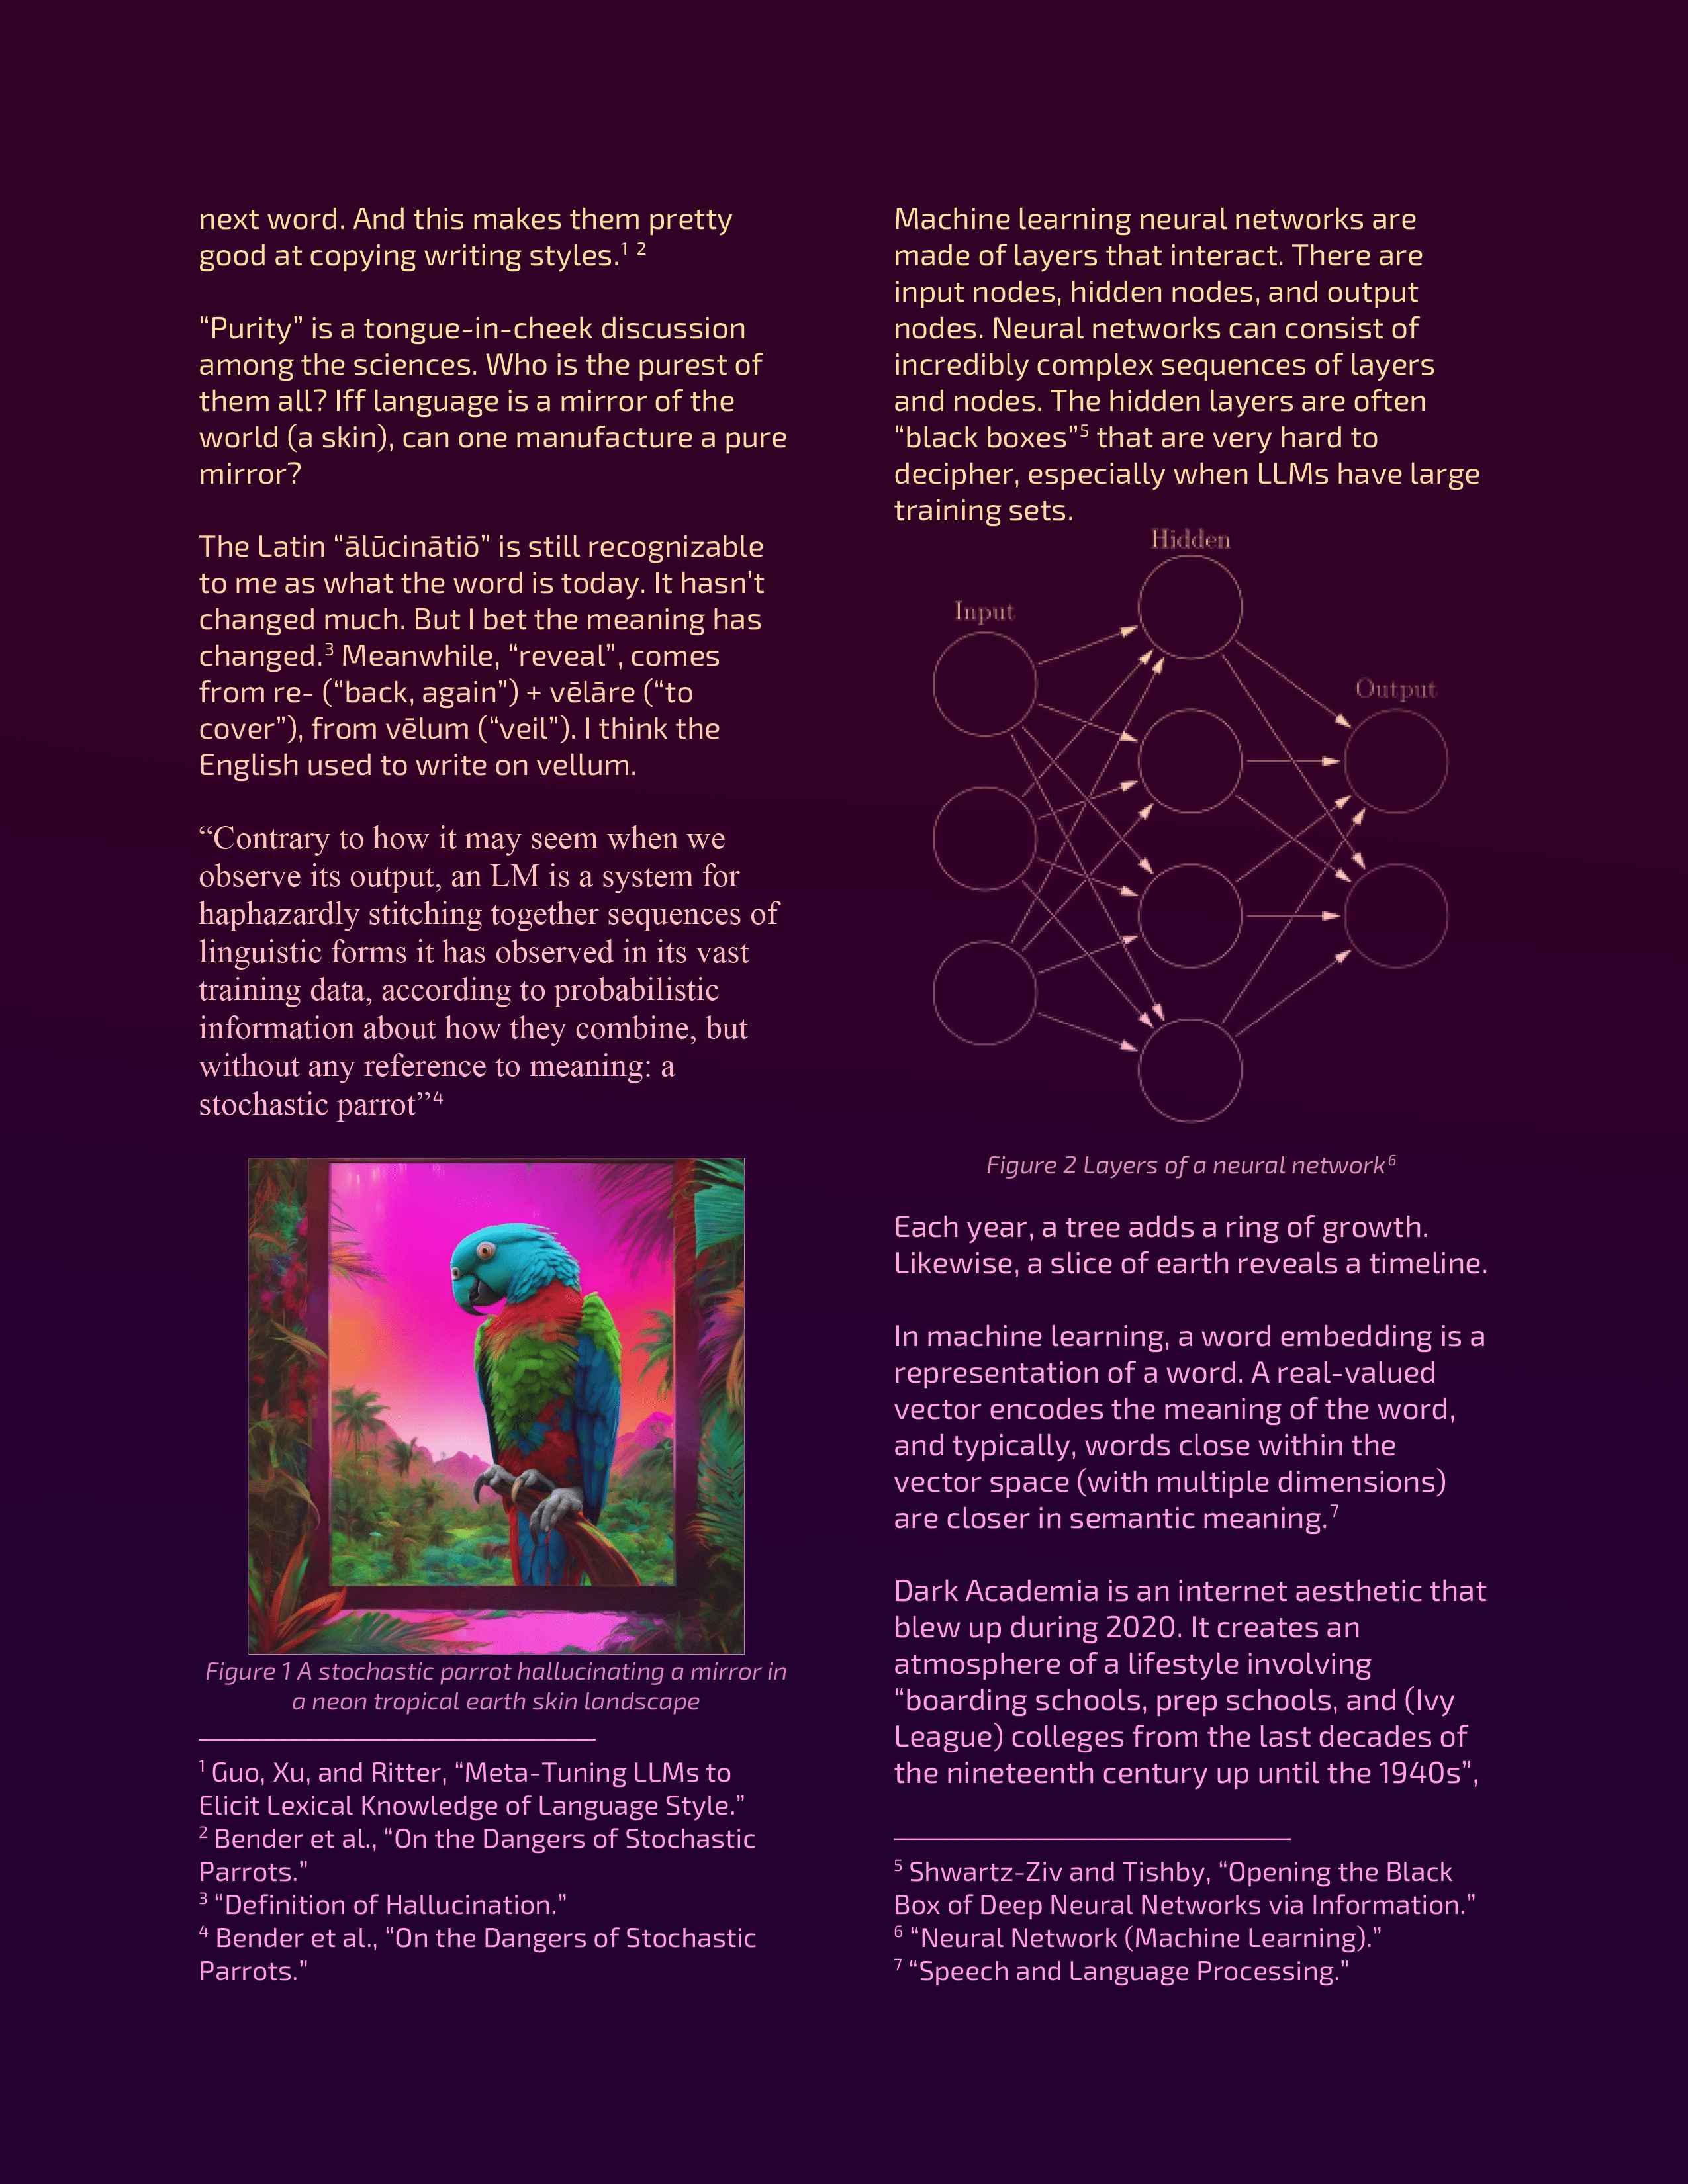 next word. And this makes them pretty
good at copying writing styles.¹ ²
“Purity” is a tongue-in-cheek discussion
among the sciences. Who is the purest of
them all? Iff language is a mirror of the
world (a skin), can one manufacture a pure
mirror?
The Latin “ālūcinātiō” is still recognizable
to me as what the word is today. It hasn’t
changed much. But I bet the meaning has
changed.³ Meanwhile, “reveal”, comes
from re- (“back, again”) + vēlāre (“to
cover”), from vēlum (“veil”). I think the
English used to write on vellum.
“Contrary to how it may seem when we
observe its output, an LM is a system for
haphazardly stitching together sequences of
linguistic forms it has observed in its vast
training data, according to probabilistic
information about how they combine, but
without any reference to meaning: a
stochastic parrot”⁴
Figure 1 A stochastic parrot hallucinating a mirror in
a neon tropical earth skin landscape
¹ Guo, Xu, and Ritter, “Meta-Tuning LLMs to
Elicit Lexical Knowledge of Language Style.”
² Bender et al., “On the Dangers of Stochastic
Parrots.”
³ “Definition of Hallucination.”
⁴ Bender et al., “On the Dangers of Stochastic
Parrots.”
Machine learning neural networks are
made of layers that interact. There are
input nodes, hidden nodes, and output
nodes. Neural networks can consist of
incredibly complex sequences of layers
and nodes. The hidden layers are often
“black boxes”⁵ that are very hard to
decipher, especially when LLMs have large
training sets.
Hidden
Input
Output
Figure 2 Layers of a neural network⁶
Each year, a tree adds a ring of growth.
Likewise, a slice of earth reveals a timeline.
In machine learning, a word embedding is a
representation of a word. A real-valued
vector encodes the meaning of the word,
and typically, words close within the
vector space (with multiple dimensions)
are closer in semantic meaning.⁷
Dark Academia is an internet aesthetic that
blew up during 2020. It creates an
atmosphere of a lifestyle involving
“boarding schools, prep schools, and (Ivy
League) colleges from the last decades of
the nineteenth century up until the 1940s”,
⁵ Shwartz-Ziv and Tishby, “Opening the Black
Box of Deep Neural Networks via Information.”
⁶ “Neural Network (Machine Learning).”
⁷ “Speech and Language Processing.”